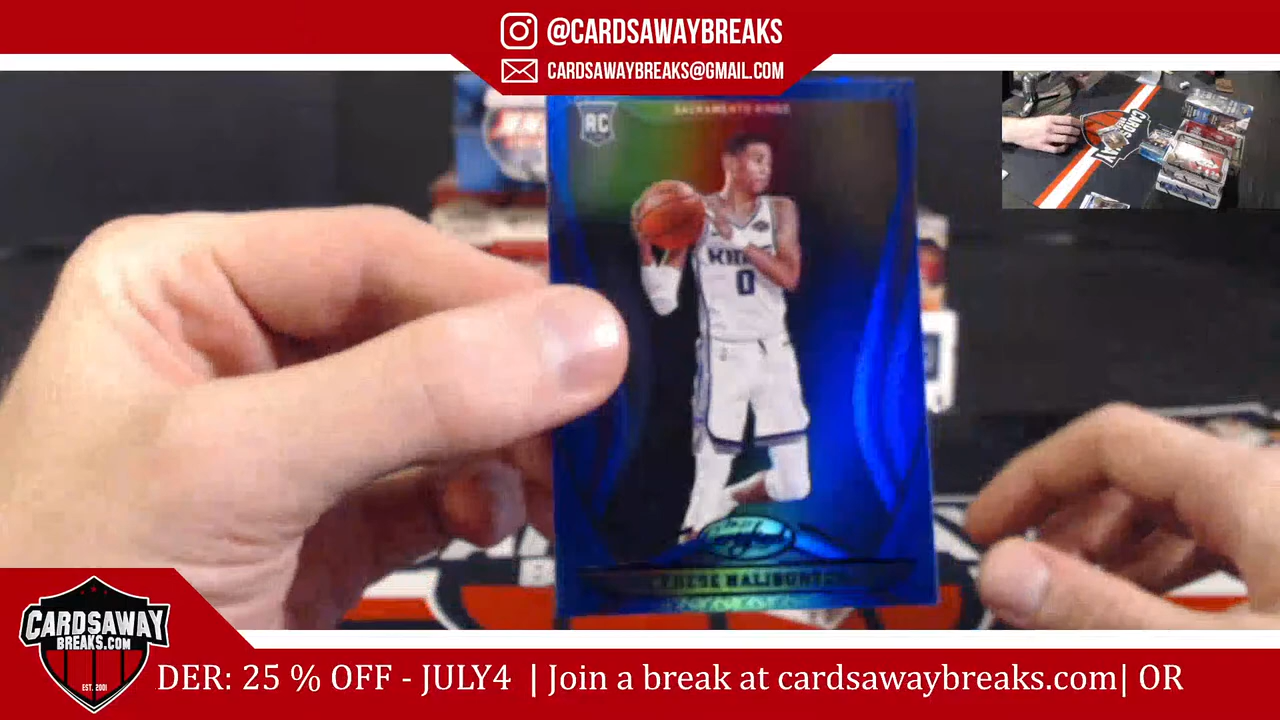 @CARDSAWAYBREAKS
CARDSAWAYBREAKS@GMAIL.COM
RC
SACRAMENTO KINGS
0
HALIBURTON
CARDSAWAY
BREAKS.COM
EST. 2001
DER: 25 % OFF - JULY4 | Join a break at cardsawaybreaks.com| OR